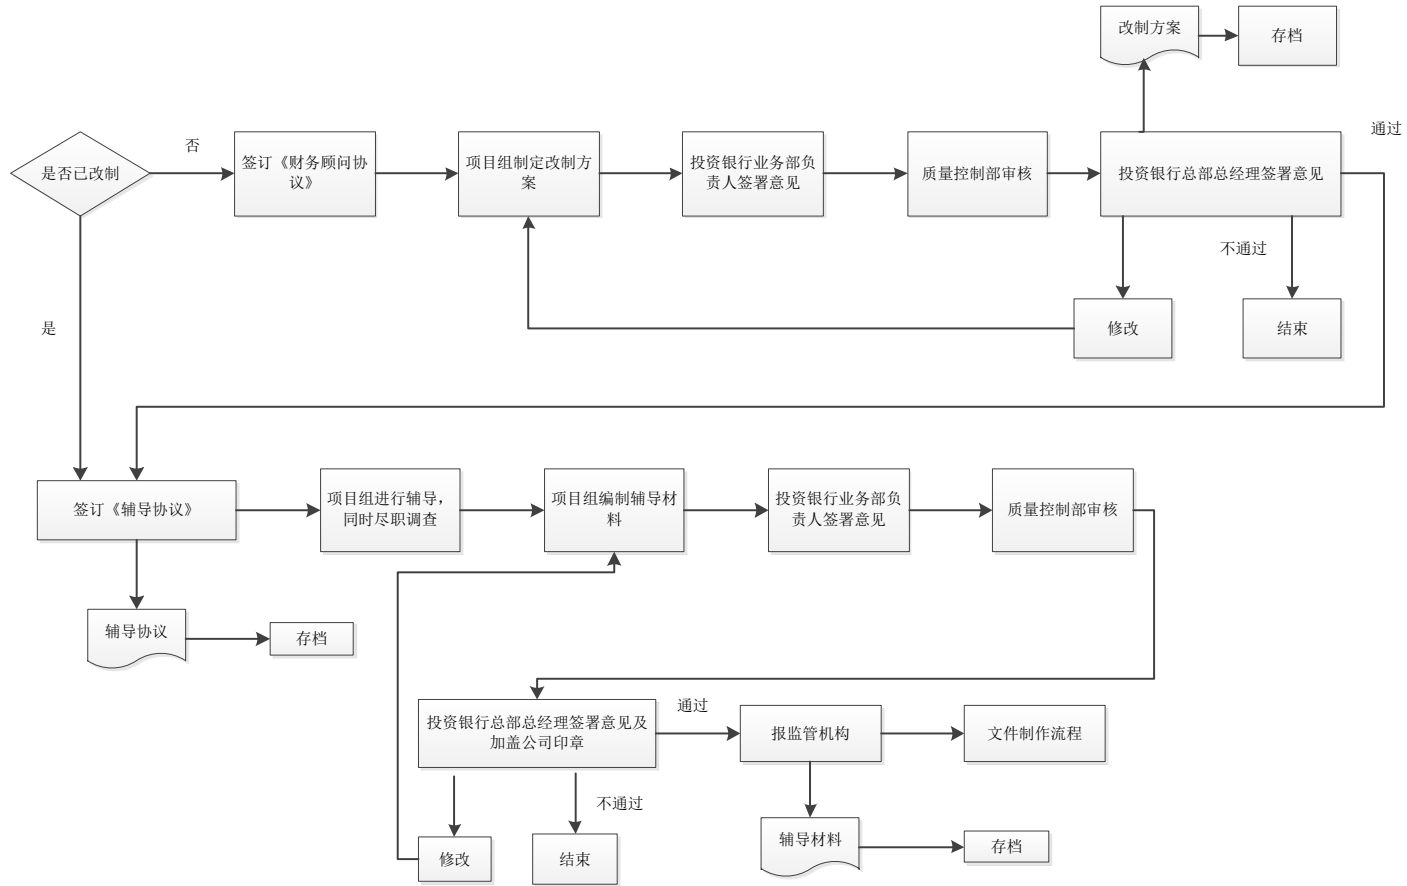 改制方案
存档
通过
否
是否已改制
签订《财务顾问协
议》
项目组制定改制方
案
投资银行业务部负
责人签署意见
质量控制部审核
投资银行总部总经理签署意见
不通过
是
修改
结束
签订《辅导协议》
项目组进行辅导，
同时尽职调查
项目组编制辅导材
料
投资银行业务部负
责人签署意见
质量控制部审核
辅导协议
存档
投资银行总部总经理签署意见及
加盖公司印章
通过
报监管机构
文件制作流程
不通过
修改
结束
辅导材料
存档